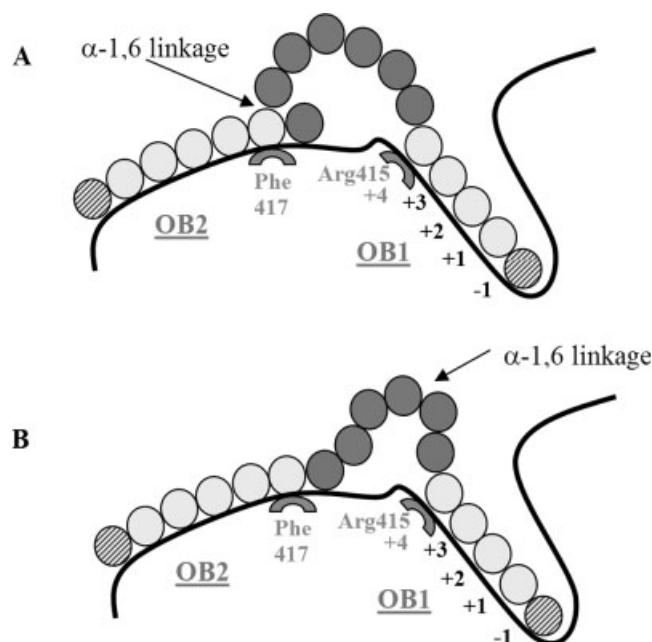 A
α-1,6 linkage
Phe
417
Arg415
+4
+3
+2
+1
-1
OB2
OB1
α-1,6 linkage
B
Phe
417
Arg415
+4
+3
+2
+1
-1
OB2
OB1